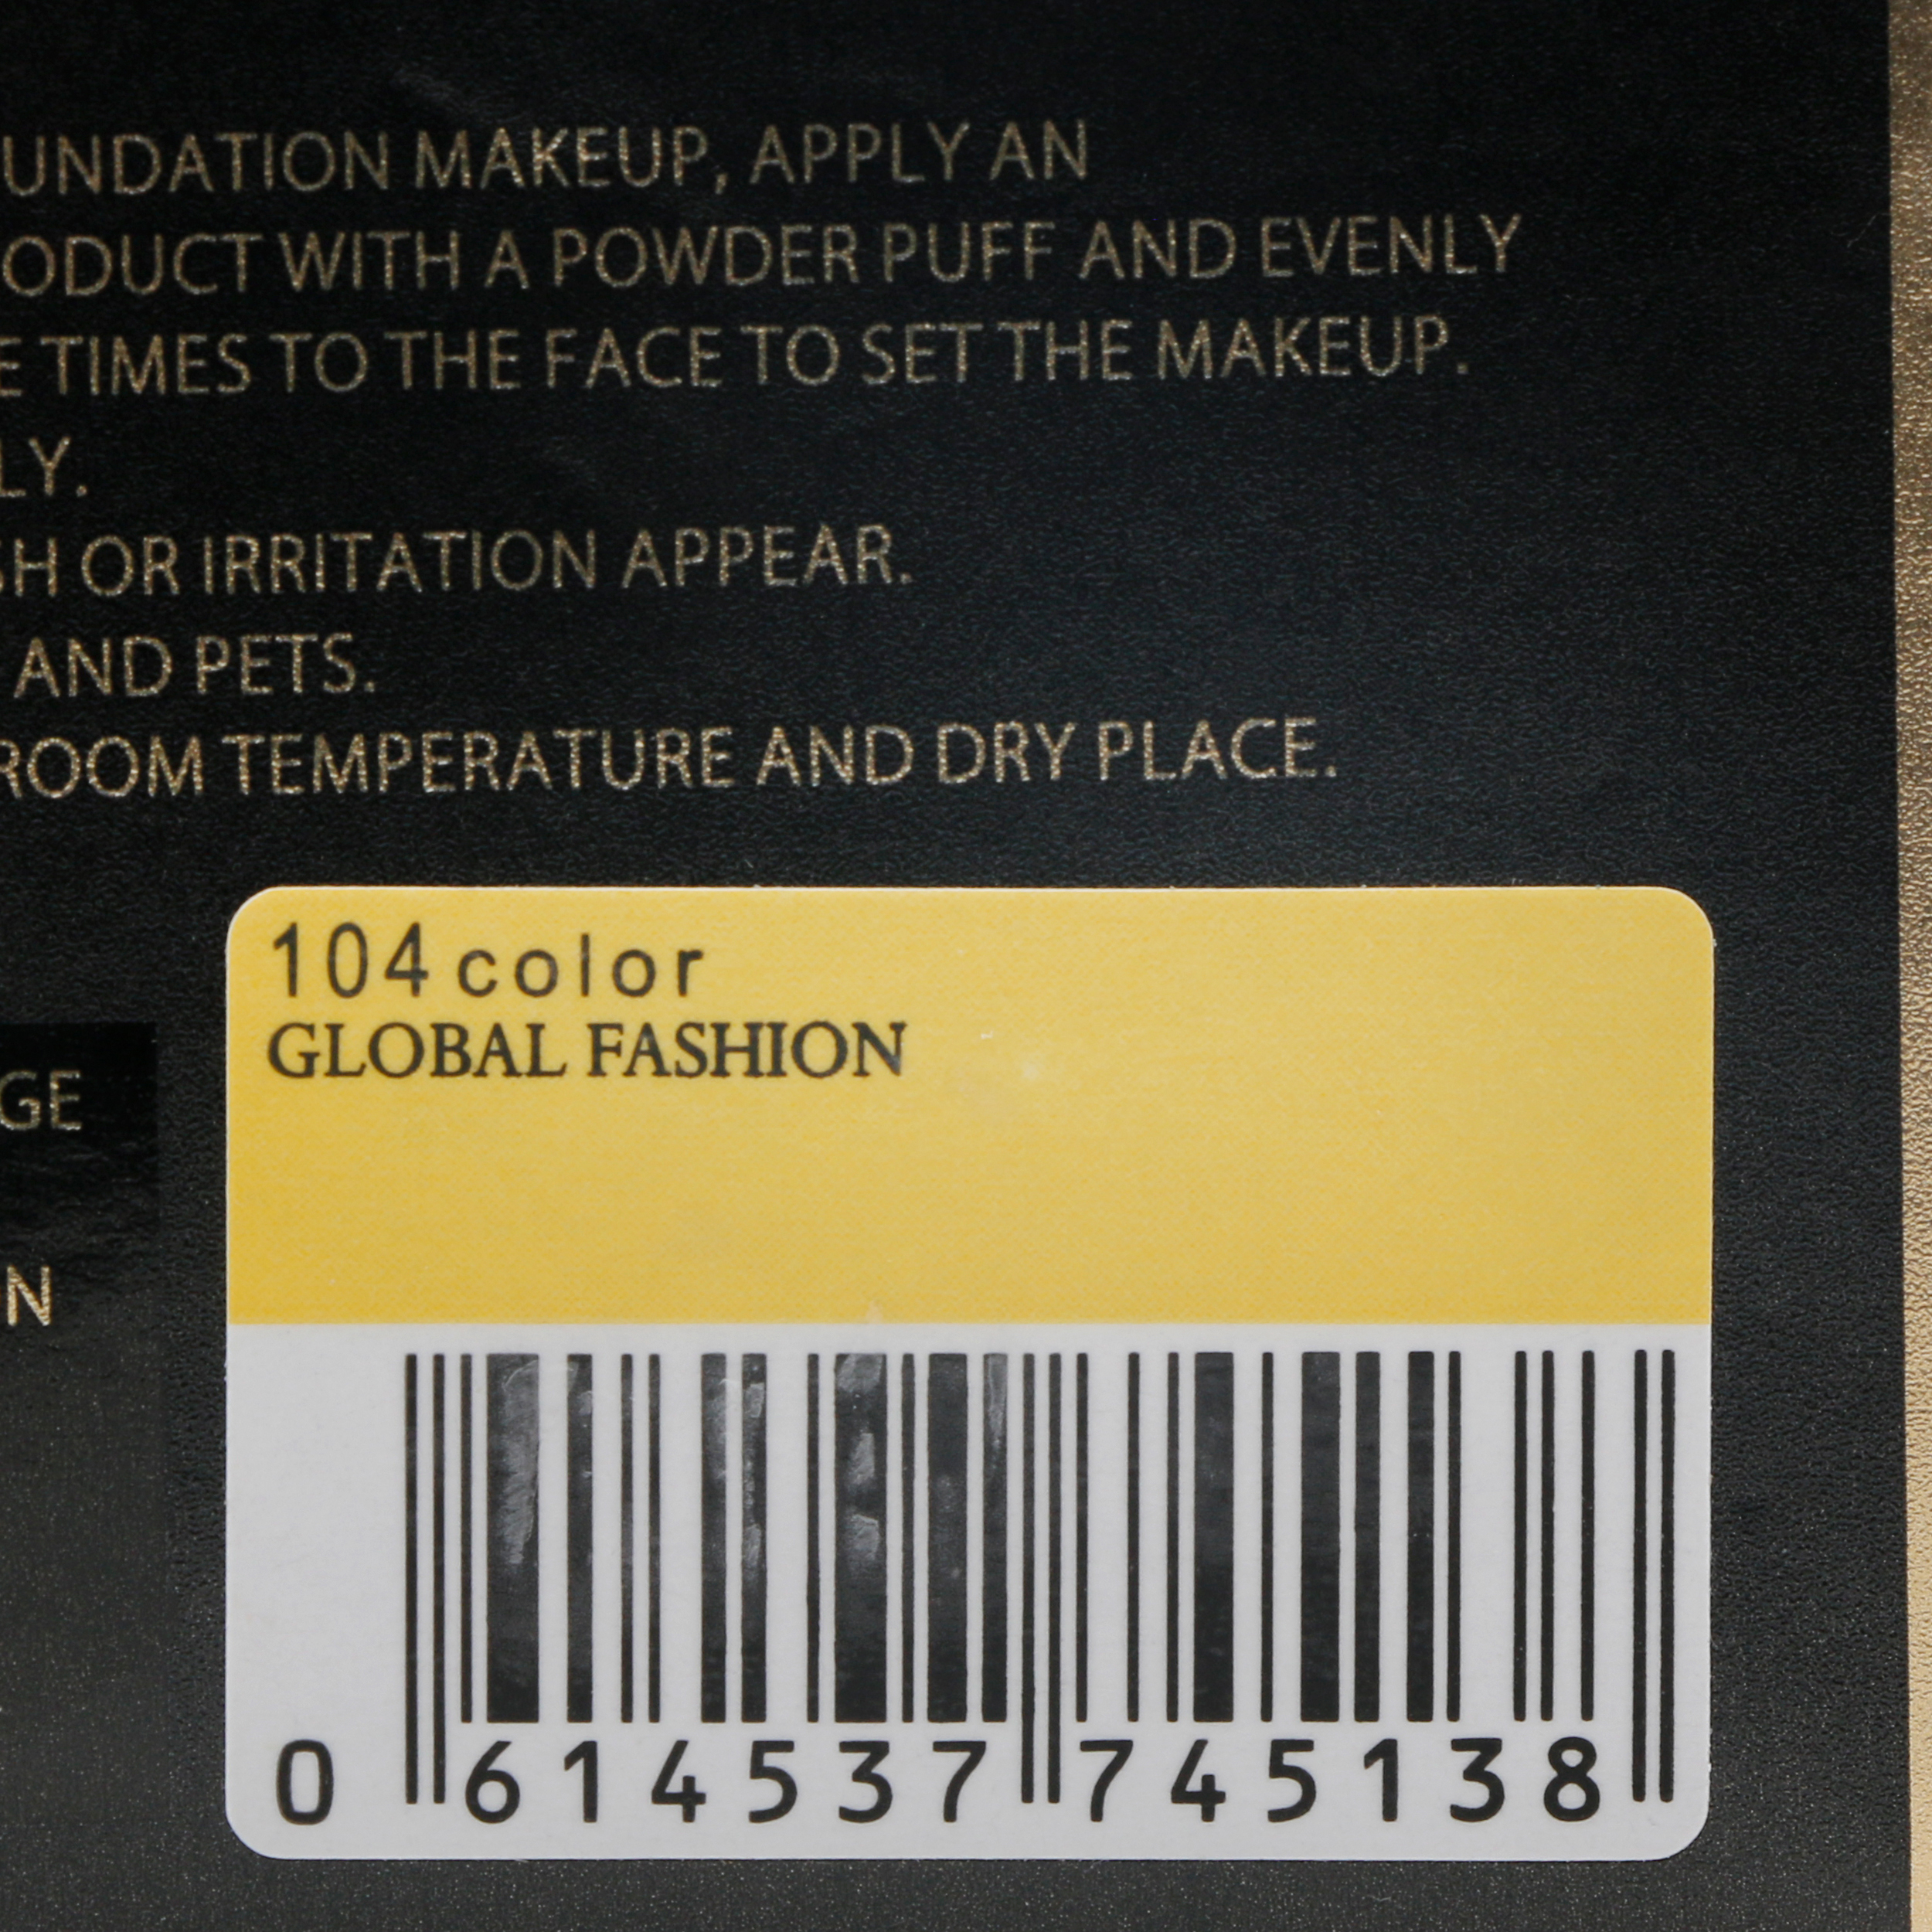 UNDATION MAKEUP, APPLY AN
ODUCT WITH A POWDER PUFF AND EVENLY
E TIMES TO THE FACE TO SET THE MAKEUP.
LY.
SH OR IRRITATION APPEAR.
AND PETS.
ROOM TEMPERATURE AND DRY PLACE.
GE
N
104 color
GLOBAL FASHION
0 614537 745138